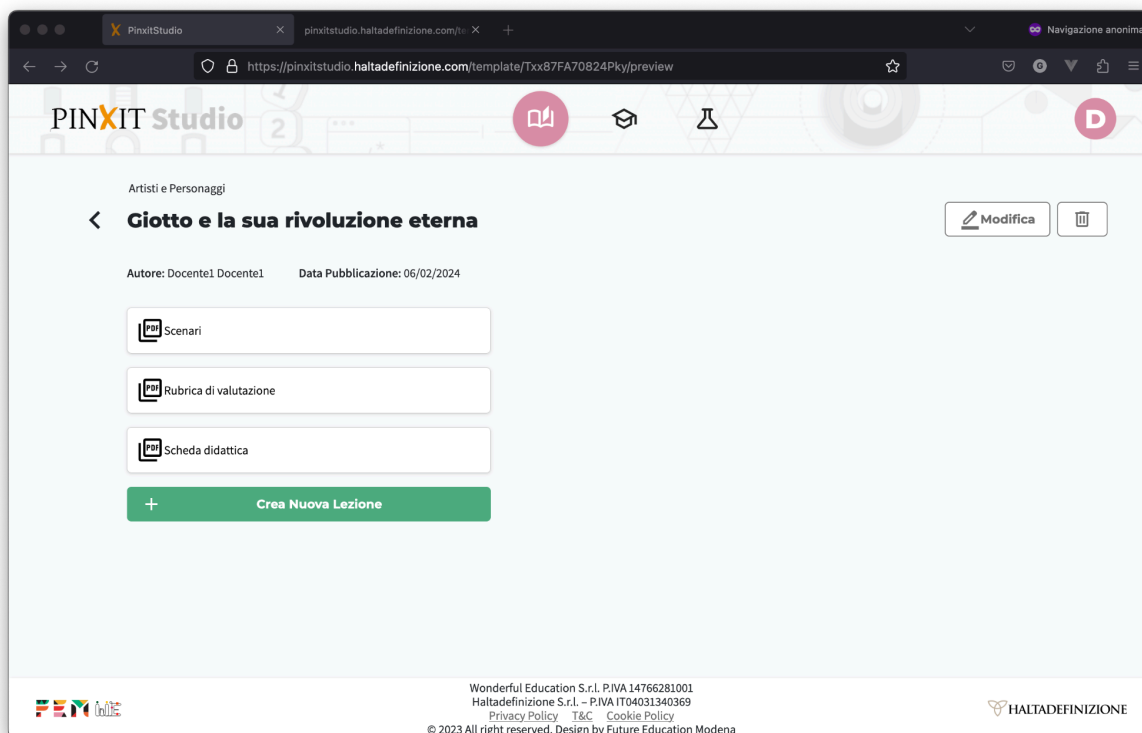 PinxitStudio
pinxitstudio.haltadefinizione.com/te
Navigazione anonima
https://pinxitstudio.haltadefinizione.com/template/Txx87FA70824Pky/preview
G
PINXIT Studio
1
2
D
Artisti e Personaggi
Giotto e la sua rivoluzione eterna
Modifica
Autore: Docente1 Docente1 Data Pubblicazione: 06/02/2024
PDF Scenari
PDF Rubrica di valutazione
PDF Scheda didattica
+ Crea Nuova Lezione
Wonderful Education S.r.l. P.IVA 14766281001
Haltadefinizione S.r.l. – P.IVA IT04031340369
Privacy Policy T&C Cookie Policy
© 2023 All right reserved. Design by Future Education Modena
FEM
HALTADEFINIZIONE